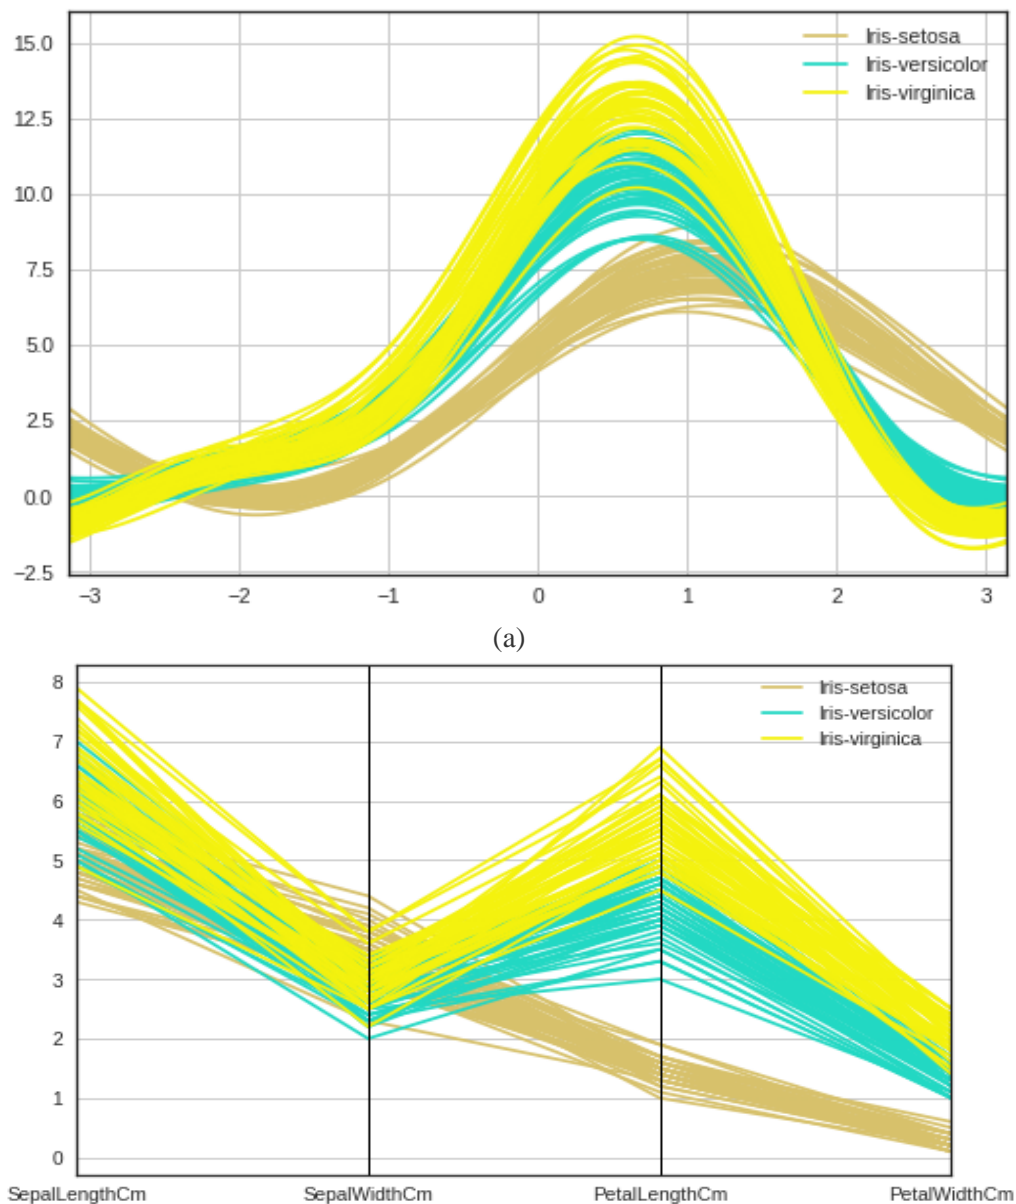 15.0
12.5
10.0
7.5
5.0
2.5
0.0
−2.5
−3 −2 −1 0 1 2 3
Iris-setosa
Iris-versicolor
Iris-virginica
(a)
8
7
6
5
4
3
2
1
0
Iris-setosa
Iris-versicolor
Iris-virginica
SepalLengthCm SepalWidthCm PetalLengthCm PetalWidthCm